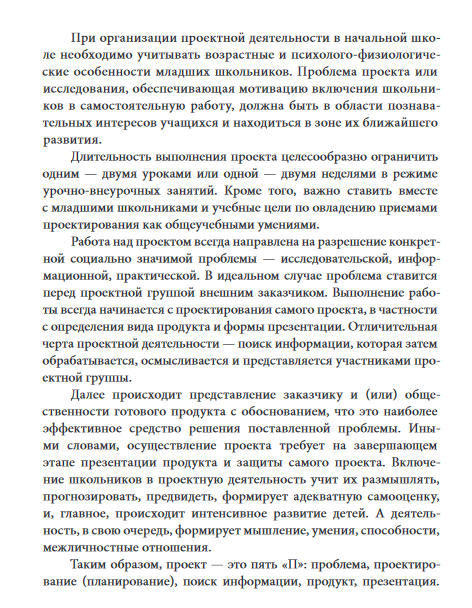 При организации проектной деятельности в начальной шко-
ле необходимо учитывать возрастные и психолого-физиологиче-
ские особенности младших школьников. Проблема проекта или
исследования, обеспечивающая мотивацию включения школьни-
ков в самостоятельную работу, должна быть в области познава-
тельных интересов учащихся и находиться в зоне их ближайшего
развития.
Длительность выполнения проекта целесообразно ограничить
одним — двумя уроками или одной — двумя неделями в режиме
урочно-внеурочных занятий. Кроме того, важно ставить вместе
с младшими школьниками и учебные цели по овладению приемами
проектирования как общеучебными умениями.
Работа над проектом всегда направлена на разрешение конкрет-
ной социально значимой проблемы — исследовательской, инфор-
мационной, практической. В идеальном случае проблема ставится
перед проектной группой внешним заказчиком. Выполнение рабо-
ты всегда начинается с проектирования самого проекта, в частности
с определения вида продукта и формы презентации. Отличительная
черта проектной деятельности — поиск информации, которая затем
обрабатывается, осмысливается и представляется участниками про-
ектной группы.
Далее происходит представление заказчику и (или) обще-
ственности готового продукта с обоснованием, что это наиболее
эффективное средство решения поставленной проблемы. Ины-
ми словами, осуществление проекта требует на завершающем
этапе презентации продукта и защиты самого проекта. Включе-
ние школьников в проектную деятельность учит их размышлять,
прогнозировать, предвидеть, формирует адекватную самооценку,
и, главное, происходит интенсивное развитие детей. А деятель-
ность, в свою очередь, формирует мышление, умения, способности,
межличностные отношения.
Таким образом, проект — это пять «П»: проблема, проектиро-
вание (планирование), поиск информации, продукт, презентация.